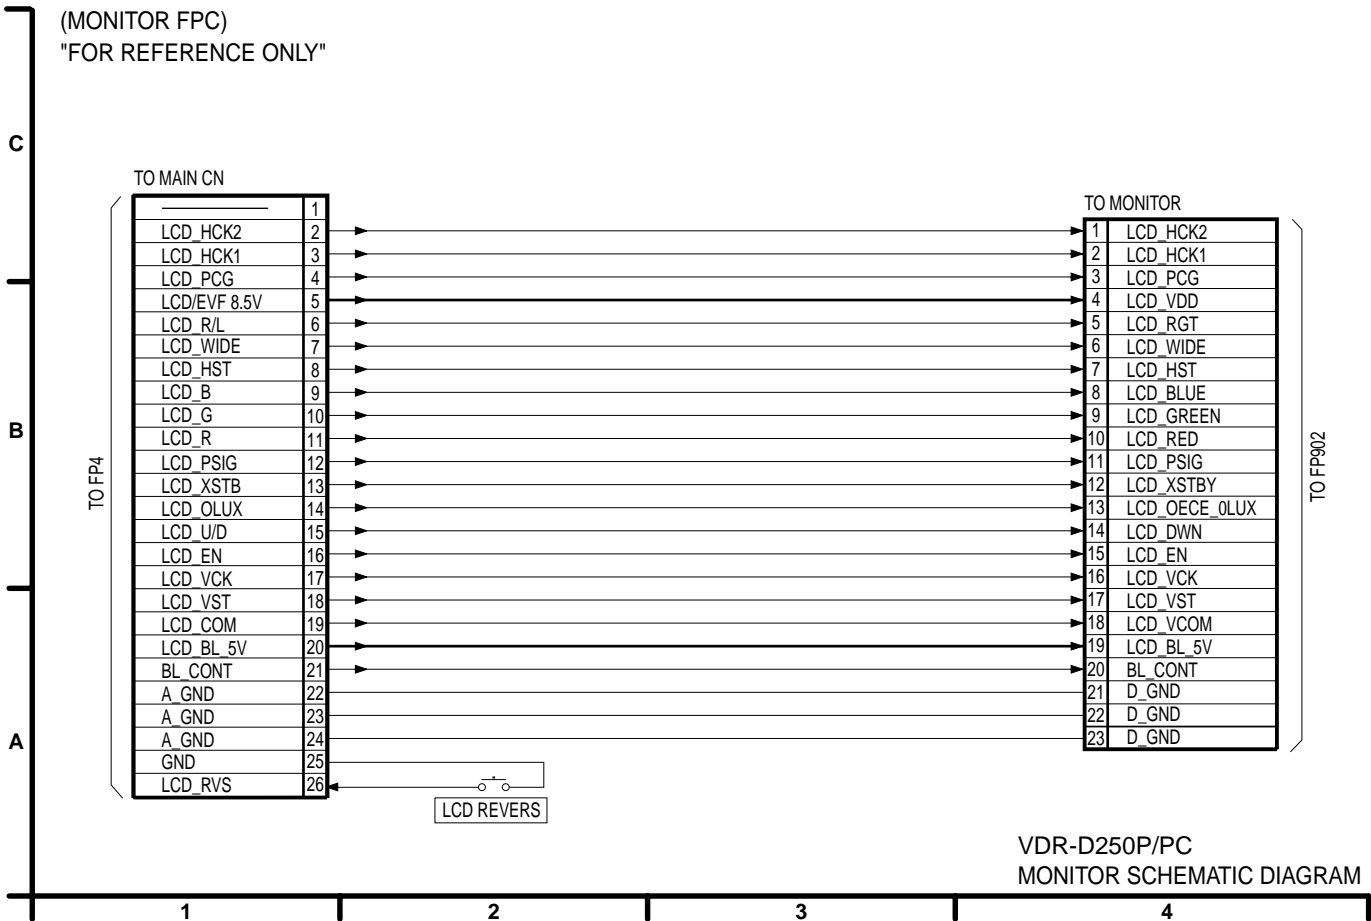 (MONITOR FPC)
"FOR REFERENCE ONLY"
C
B
A
TO MAIN CN
TO FP4
1
LCD_HCK2 2
LCD_HCK1 3
LCD_PCG 4
LCD/EVF 8.5V 5
LCD_R/L 6
LCD_WIDE 7
LCD_HST 8
LCD_B 9
LCD_G 10
LCD_R 11
LCD_PSIG 12
LCD_XSTB 13
LCD_OLUX 14
LCD_U/D 15
LCD_EN 16
LCD_VCK 17
LCD_VST 18
LCD_COM 19
LCD_BL_5V 20
BL_CONT 21
A_GND 22
A_GND 23
A_GND 24
GND 25
LCD_RVS 26
LCD REVERS
TO MONITOR
1 LCD_HCK2
2 LCD_HCK1
3 LCD_PCG
4 LCD_VDD
5 LCD_RGT
6 LCD_WIDE
7 LCD_HST
8 LCD_BLUE
9 LCD_GREEN
10 LCD_RED
11 LCD_PSIG
12 LCD_XSTBY
13 LCD_OECE_0LUX
14 LCD_DWN
15 LCD_EN
16 LCD_VCK
17 LCD_VST
18 LCD_VCOM
19 LCD_BL_5V
20 BL_CONT
21 D_GND
22 D_GND
23 D_GND
TO FP902
VDR-D250P/PC
MONITOR SCHEMATIC DIAGRAM
1 2 3 4